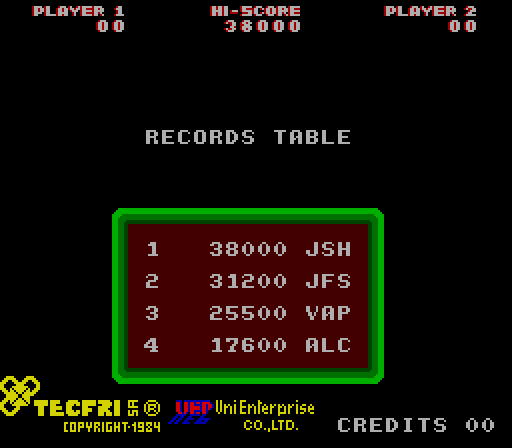 PLAYER 1 HI-SCORE PLAYER 2
00 38000 00
RECORDS TABLE
1 38000 JSH
2 31200 JFS
3 25500 VAP
4 17600 ALC
TECFRI ® UEP UniEnterprise
COPYRIGHT-1984 CO.,LTD.
CREDITS 00